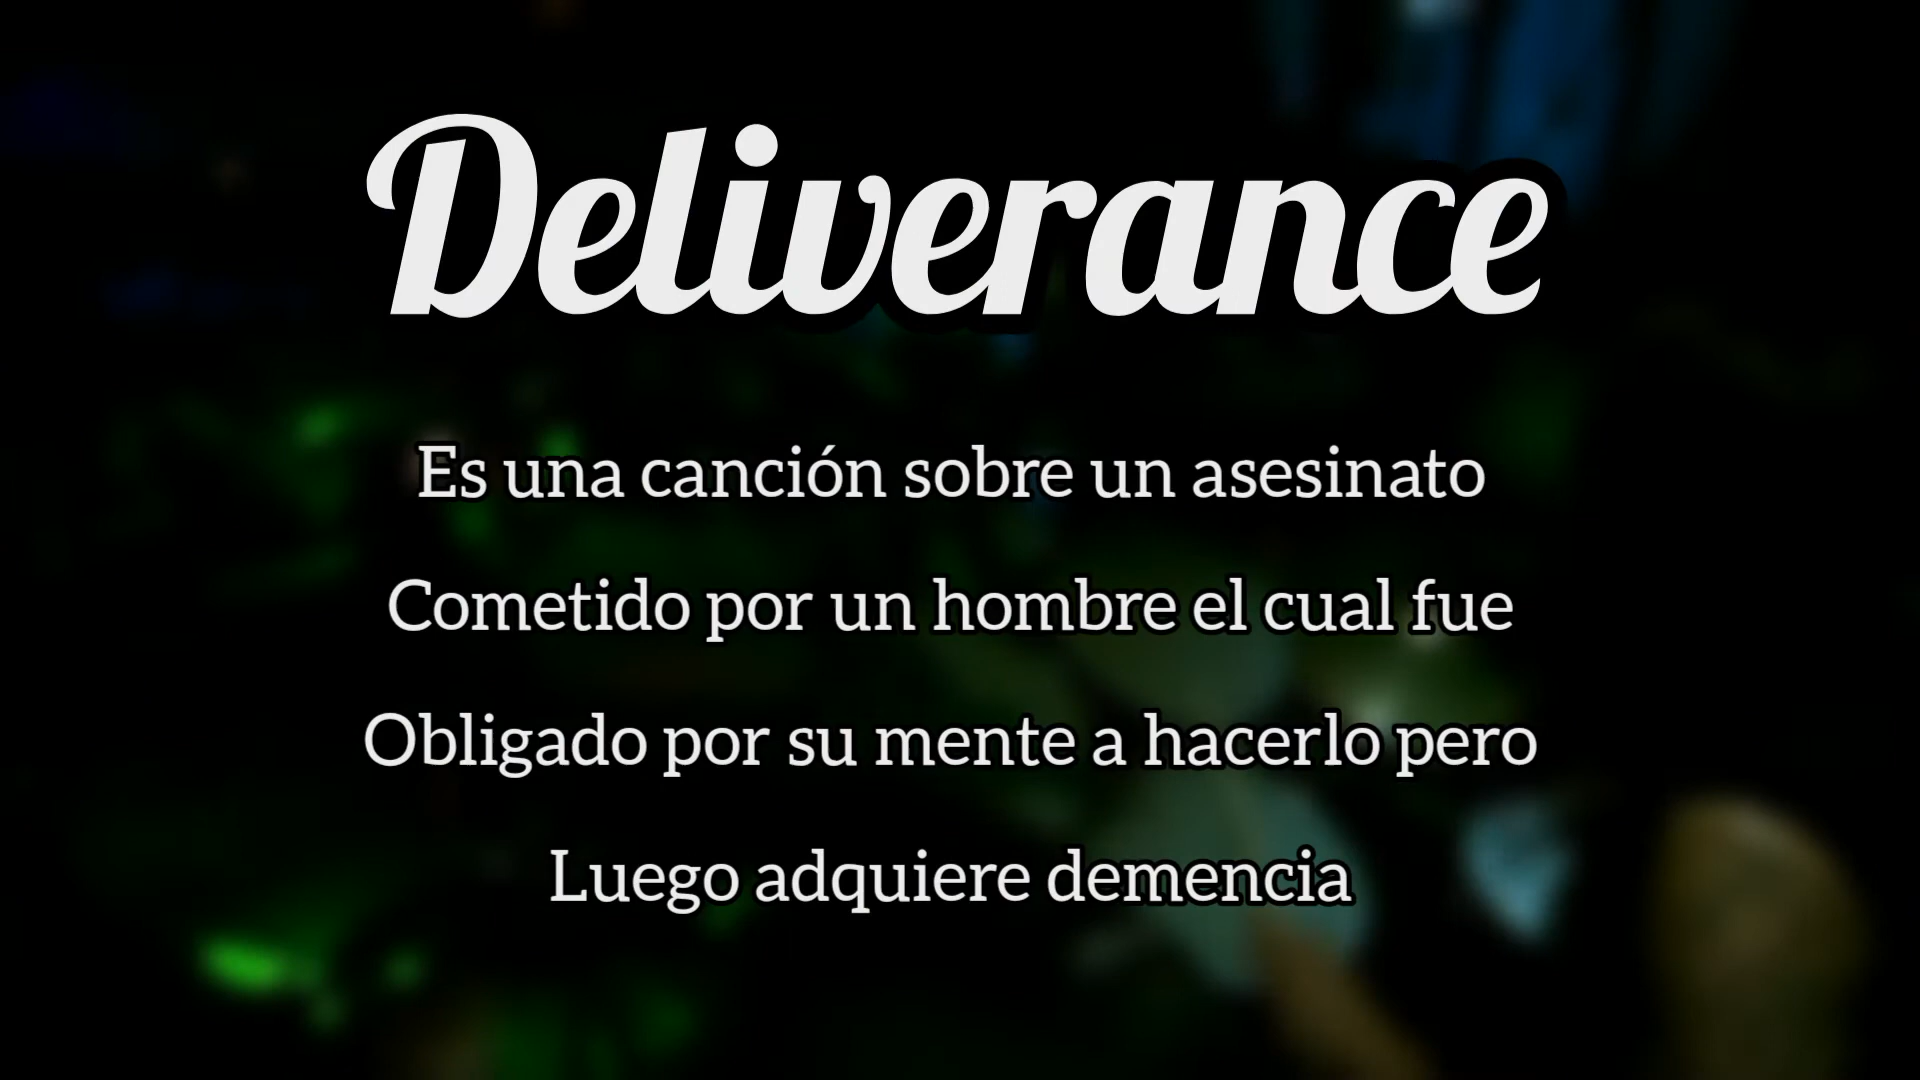 Deliverance
Es una canción sobre un asesinato
Cometido por un hombre el cual fue
Obligado por su mente a hacerlo pero
Luego adquiere demencia